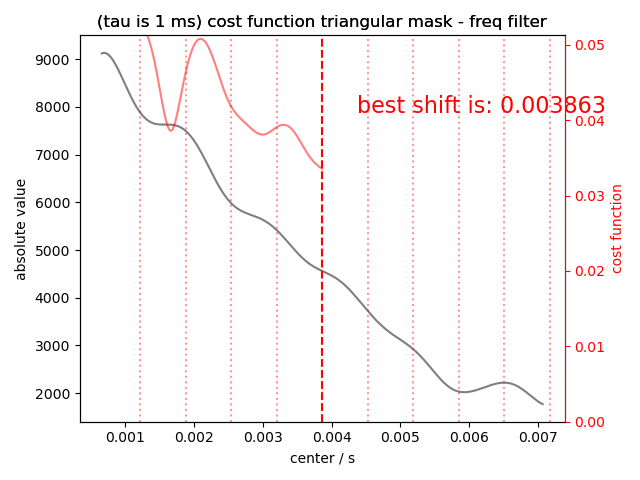 (tau is 1 ms) cost function triangular mask - freq filter
best shift is: 0.003863
absolute value
9000
8000
7000
6000
5000
4000
3000
2000
0.05
0.04
0.03
0.02
0.01
0.00
cost function
0.001 0.002 0.003 0.004 0.005 0.006 0.007
center / s